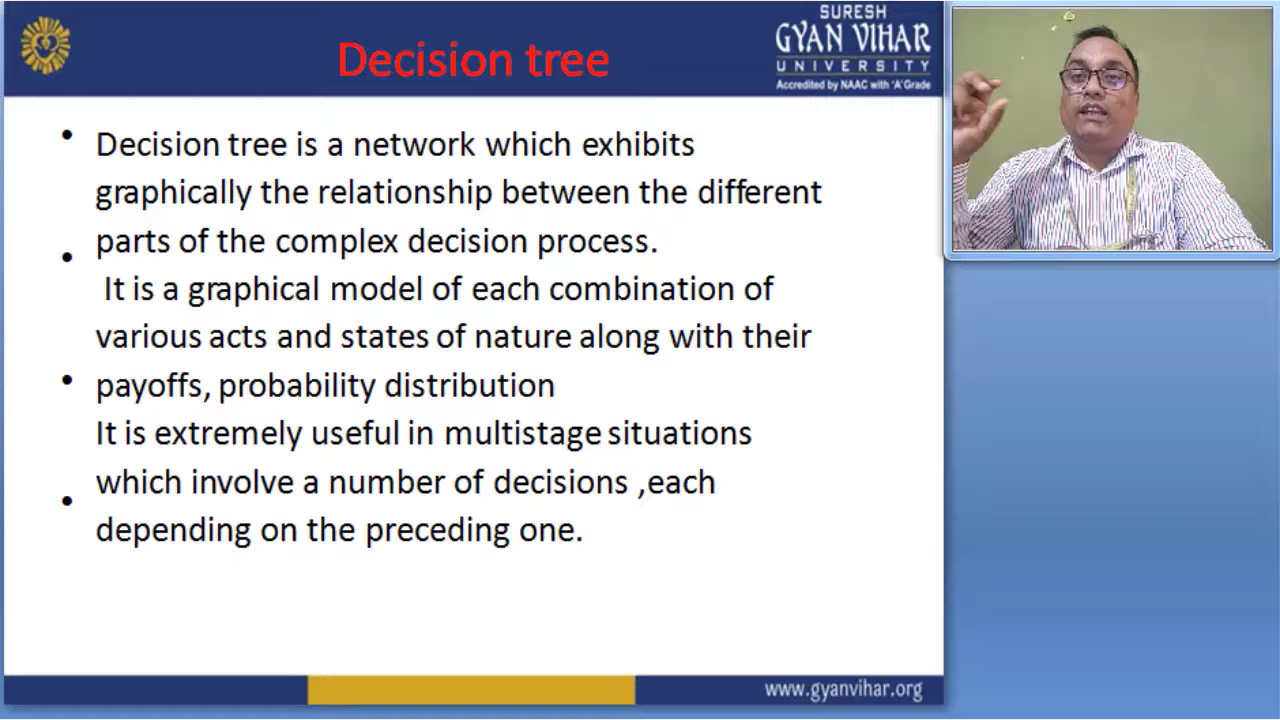 Decision tree
SURESH
GYAN VIHAR
UNIVERSITY
Accredited by NAAC with 'A' Grade
• Decision tree is a network which exhibits
graphically the relationship between the different
parts of the complex decision process.
• It is a graphical model of each combination of
various acts and states of nature along with their
• payoffs, probability distribution
It is extremely useful in multistage situations
which involve a number of decisions ,each
• depending on the preceding one.
www.gyanvihar.org